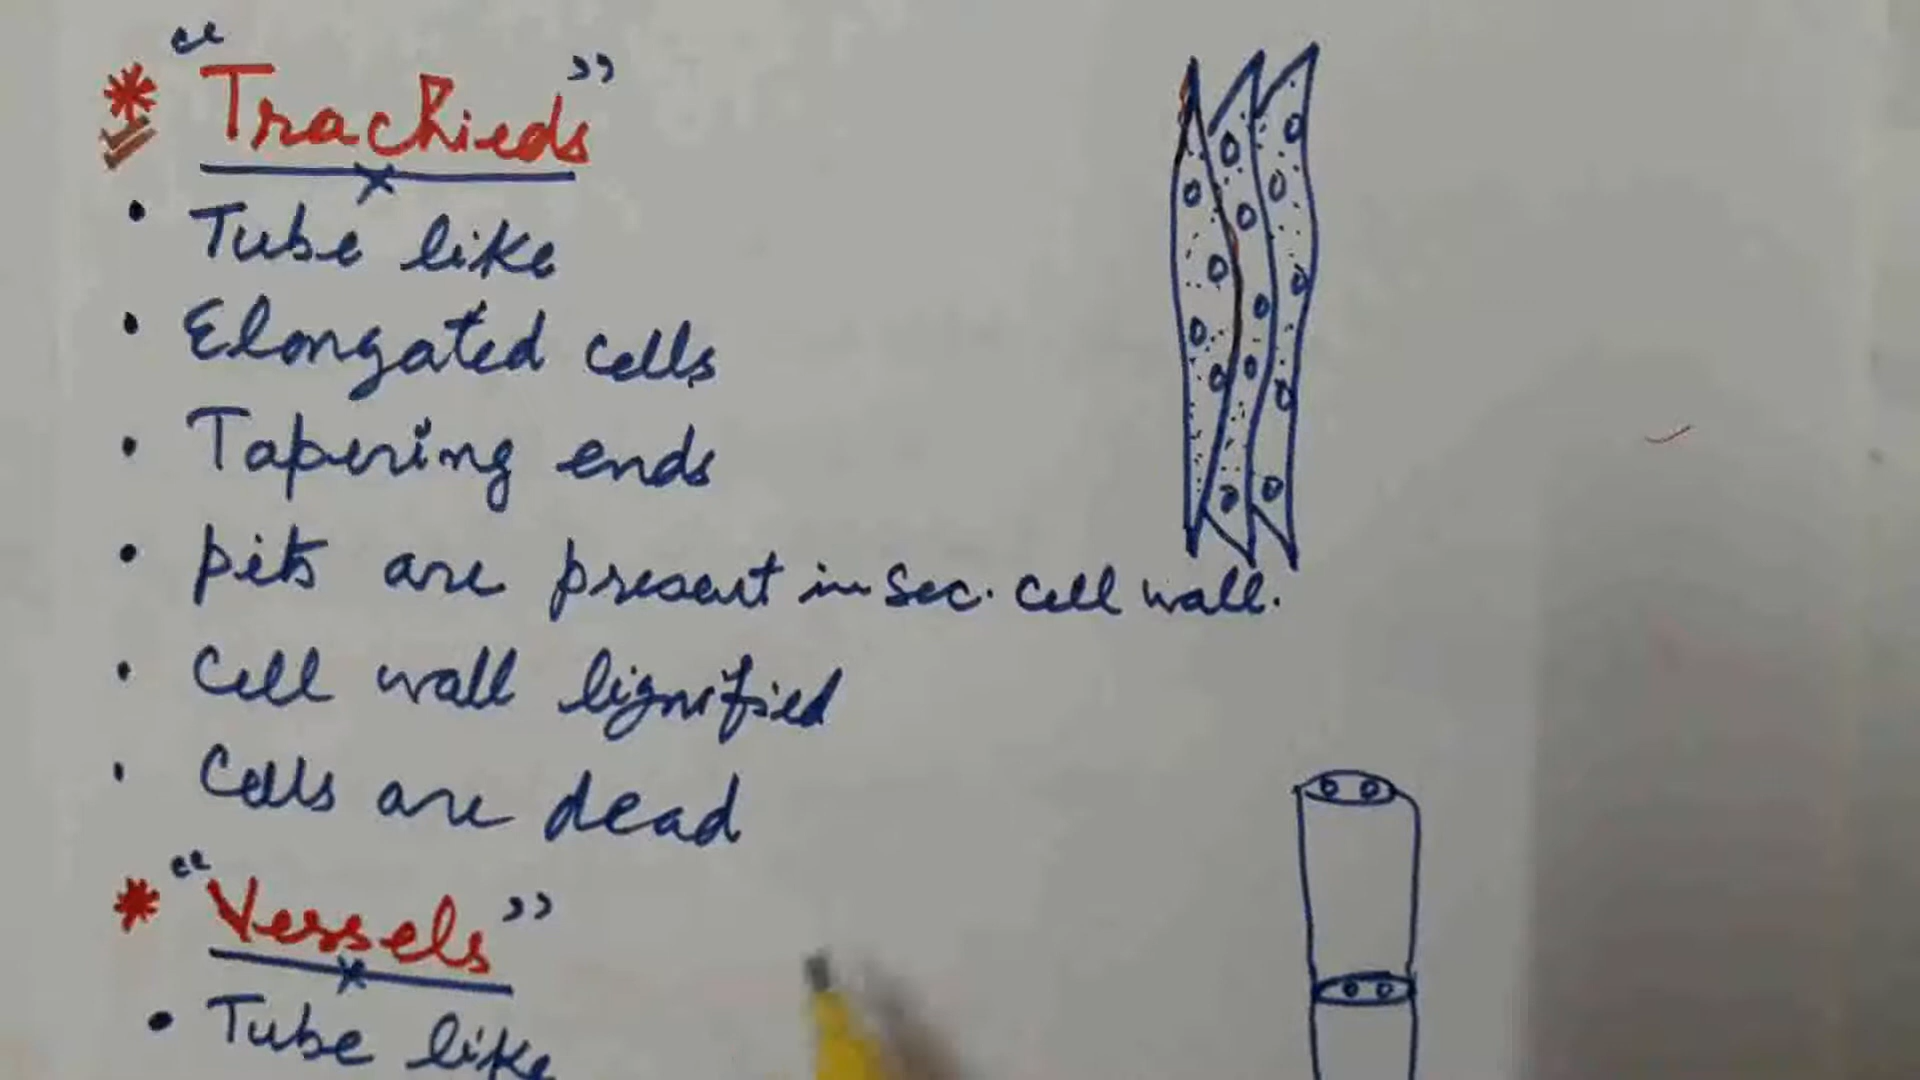 * "Trachieds"
• Tube like
• Elongated cells
• Tapering ends
• pits are present in Sec. cell wall.
• Cell wall lignified
• Cells are dead
* "Vessels"
• Tube like